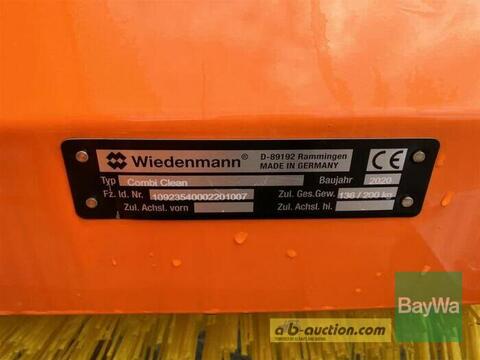 Wiedenmann® D-89192 Rammingen
MADE IN GERMANY
CE
Typ Combi Clean Baujahr 2020
Fz. Id. Nr. 10923540002201007 Zul. Ges.Gew. 136 / 200 kg
Zul. Achsl. vorn Zul. Achsl. hi.
BayWa
a·b-auction.com